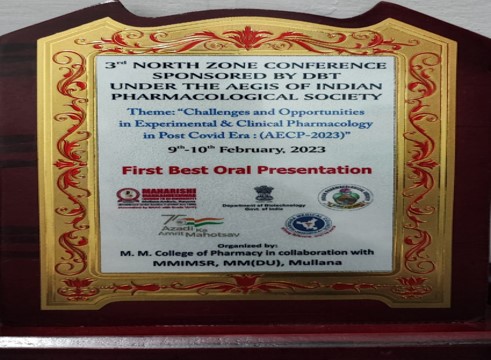 3rd NORTH ZONE CONFERENCE
SPONSORED BY DBT
UNDER THE AEGIS OF INDIAN
PHARMACOLOGICAL SOCIETY
Theme: “Challenges and Opportunities
in Experimental & Clinical Pharmacology
in Post Covid Era : (AECP-2023)”
9th-10th February, 2023
First Best Oral Presentation
MAHARISHI
MARKANDESHWAR
Department of Biotechnology
Govt. of India
Azadi Ka
Amrit Mahotsav
Organized by:
M. M. College of Pharmacy in collaboration with
MMIMSR, MM(DU), Mullana